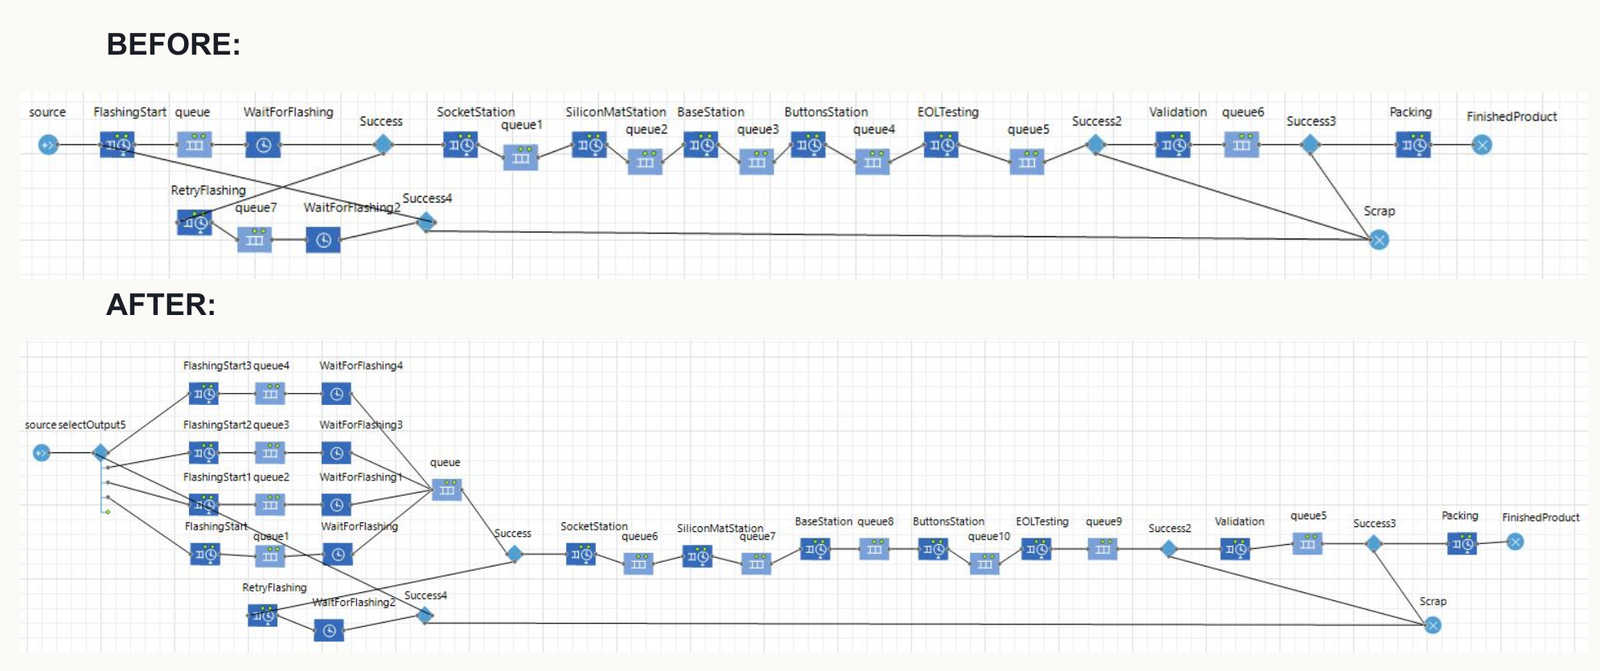 BEFORE:
source FlashingStart queue WaitForFlashing Success SocketStation queue1 SiliconMatStation queue2 BaseStation queue3 ButtonsStation queue4 EOLTesting queue5 Success2 Validation queue6 Success3 Packing FinishedProduct
RetryFlashing queue7 WaitForFlashing2 Success4 Scrap
AFTER:
FlashingStart3 queue4 WaitForFlashing4
source selectOutput5 FlashingStart2 queue3 WaitForFlashing3
queue
FlashingStart1 queue2 WaitForFlashing1
FlashingStart queue1 WaitForFlashing Success SocketStation queue6 SiliconMatStation queue7 BaseStation queue8 ButtonsStation queue10 EOLTesting queue9 Success2 Validation queue5 Success3 Packing FinishedProduct
RetryFlashing WaitForFlashing2 Success4 Scrap